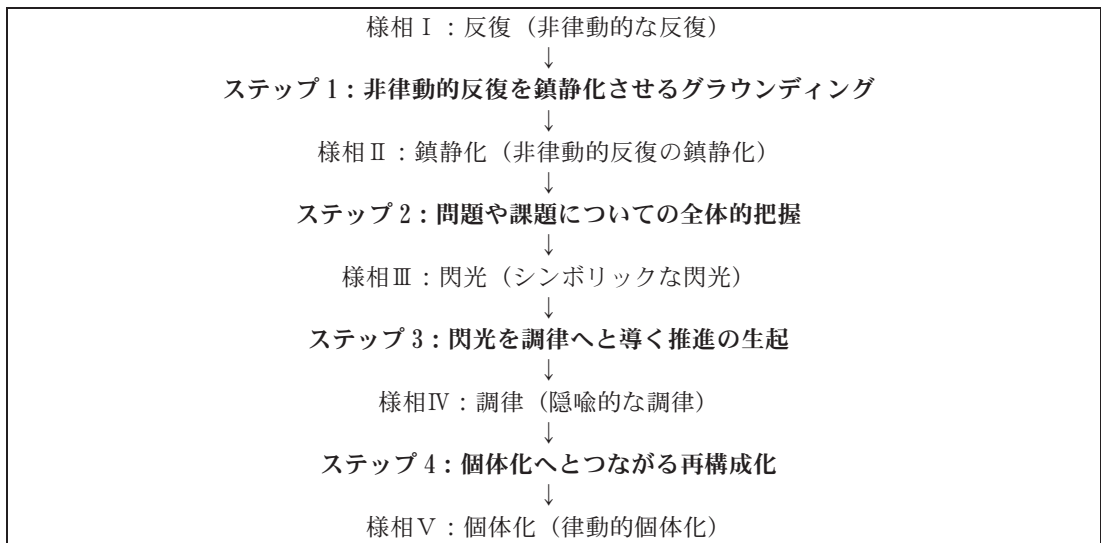 様相Ⅰ：反復（非律動的な反復）
↓
ステップ 1：非律動的反復を鎮静化させるグラウンディング
↓
様相Ⅱ：鎮静化（非律動的反復の鎮静化）
↓
ステップ 2：問題や課題についての全体的把握
↓
様相Ⅲ：閃光（シンボリックな閃光）
↓
ステップ 3：閃光を調律へと導く推進の生起
↓
様相Ⅳ：調律（隠喩的な調律）
↓
ステップ 4：個体化へとつながる再構成化
↓
様相Ⅴ：個体化（律動的個体化）